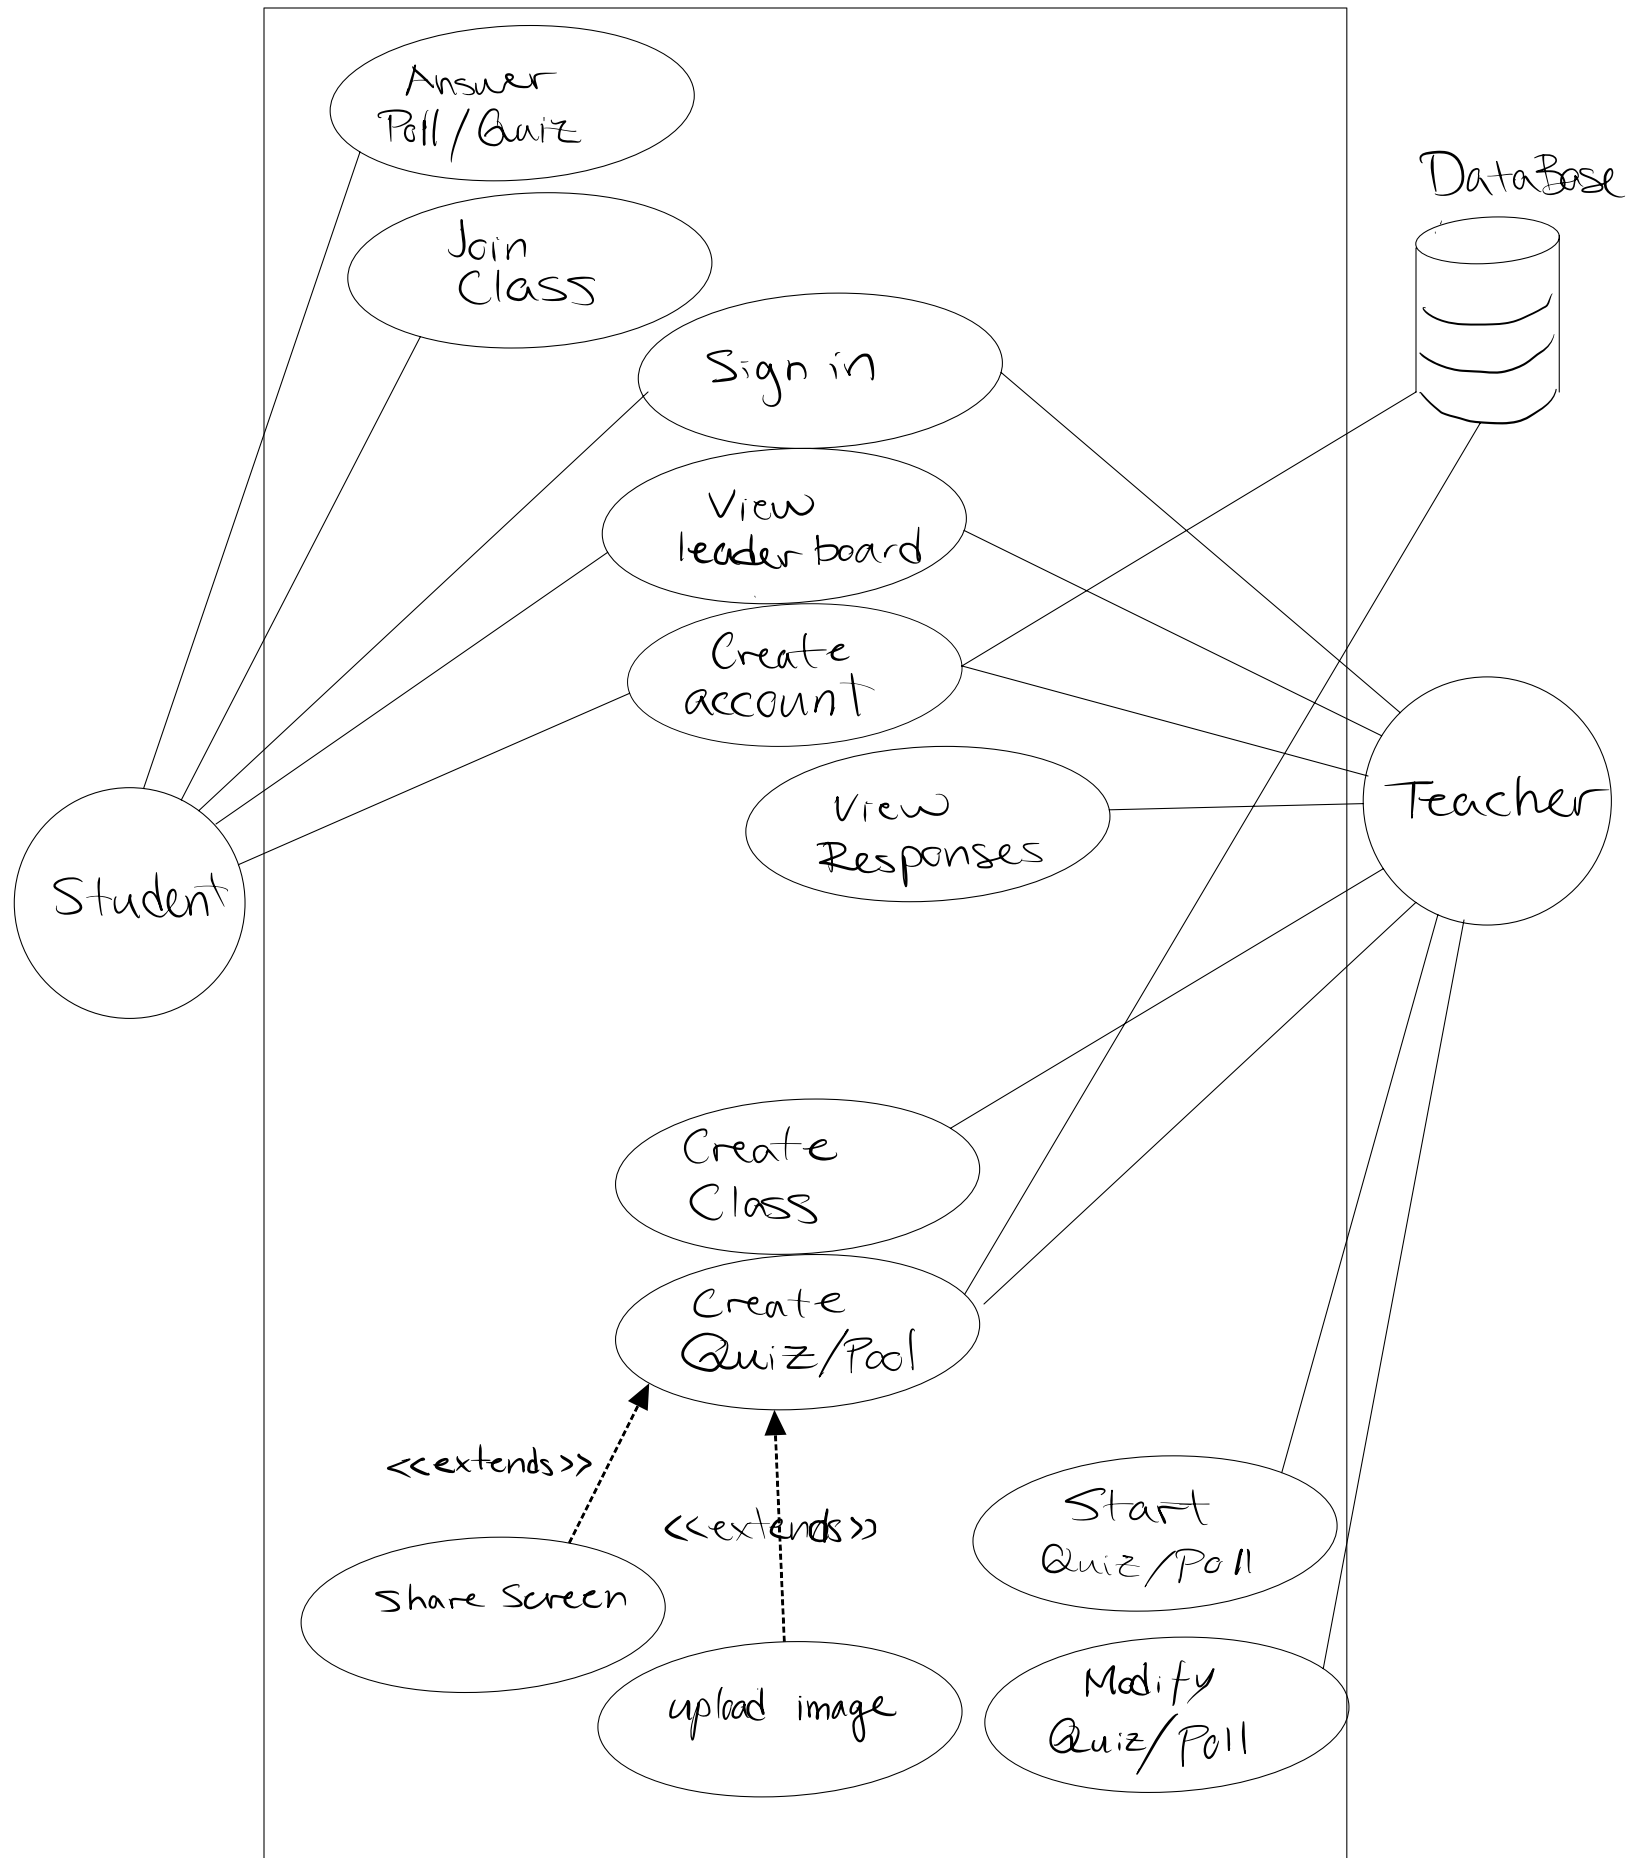 Answer
Poll/Quiz
DataBase
Join
Class
Sign in
View
leader board
Create
account
View
Responses
Teacher
Student
Create
Class
Create
Quiz/Pool
<<extends>>
<<extends>>
Start
Quiz/Poll
Share Screen
upload image
Modify
Quiz/Poll